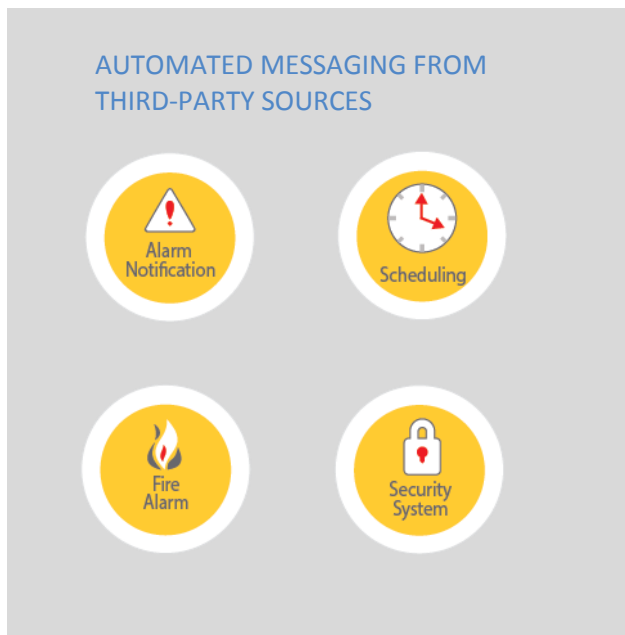 AUTOMATED MESSAGING FROM
THIRD-PARTY SOURCES
Alarm
Notification
Scheduling
Fire
Alarm
Security
System